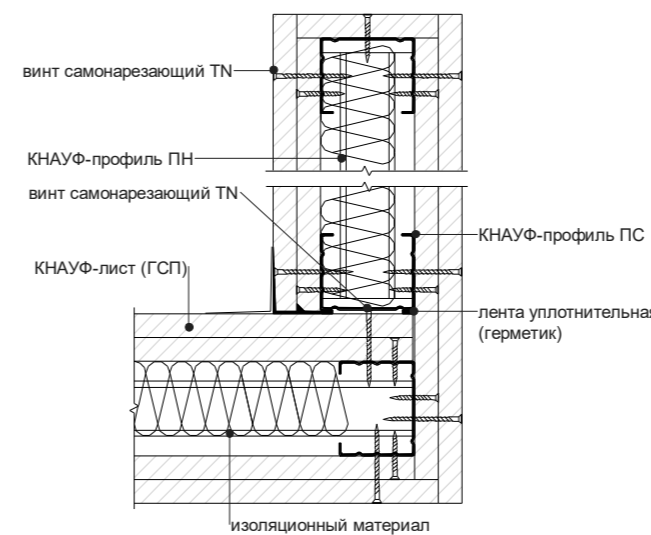 винт самонарезающий TN
КНАУФ-профиль ПН
винт самонарезающий TN
КНАУФ-профиль ПС
КНАУФ-лист (ГСП)
лента уплотнительная
(герметик)
изоляционный материал